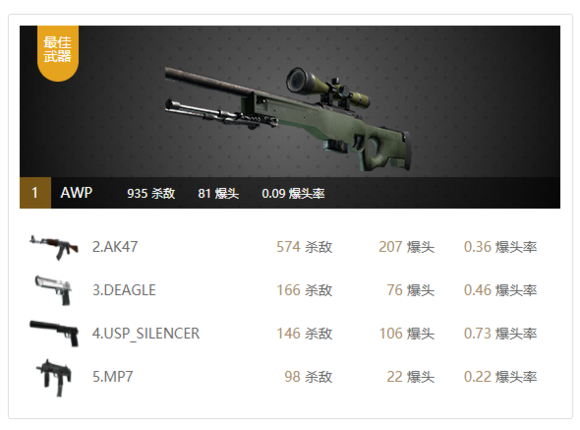 最佳
武器
1 AWP 935 杀敌 81 爆头 0.09 爆头率
2.AK47 574 杀敌 207 爆头 0.36 爆头率
3.DEAGLE 166 杀敌 76 爆头 0.46 爆头率
4.USP_SILENCER 146 杀敌 106 爆头 0.73 爆头率
5.MP7 98 杀敌 22 爆头 0.22 爆头率